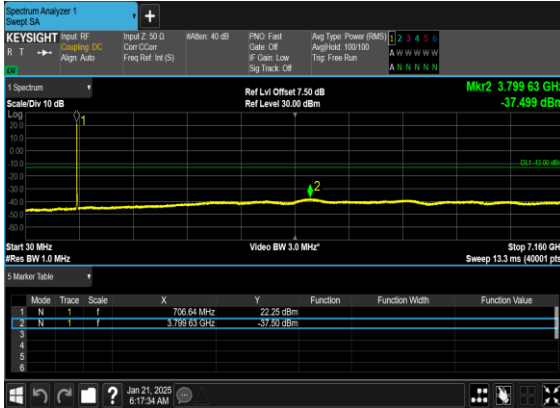 Spectrum Analyzer 1
Swept SA
+
KEYSIGHT
R T
Input: RF
Coupling: DC
Align: Auto
Input Z: 50 Ω
Corr CCorr
Freq Ref: Int (S)
#Atten: 40 dB
PNO: Fast
Gate: Off
IF Gain: Low
Sig Track: Off
Avg Type: Power (RMS)
Avg|Hold: 100/100
Trig: Free Run
1 2 3 4 5 6
A W W W W W
A N N N N N
1 Spectrum
Scale/Div 10 dB
Ref Lvl Offset 7.50 dB
Ref Level 30.00 dBm
Mkr2 3.799 63 GHz
-37.499 dBm
Log
20.0
10.0
0.00
-10.0
-20.0
-30.0
-40.0
-50.0
-60.0
1
2
DL1 -13.00 dBm
Start 30 MHz
#Res BW 1.0 MHz
Video BW 3.0 MHz*
Stop 7.160 GHz
Sweep 13.3 ms (40001 pts)
5 Marker Table
Mode Trace Scale X Y Function Function Width Function Value
1 N 1 f 706.64 MHz 22.25 dBm
2 N 1 f 3.799 63 GHz -37.50 dBm
3
4
5
6
?
Jan 21, 2025
6:17:34 AM